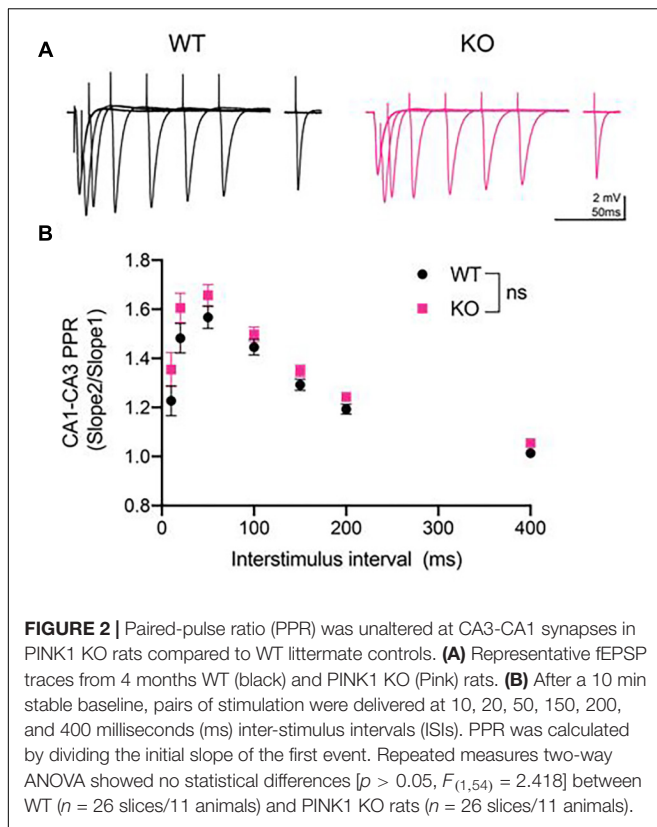 A
WT
KO
2 mV
50ms
B
CA1-CA3 PPR
(Slope2/Slope1)
1.8
1.6
1.4
1.2
1.0
0.8
WT
KO
ns
0
100
200
300
400
Interstimulus interval (ms)
FIGURE 2 | Paired-pulse ratio (PPR) was unaltered at CA3-CA1 synapses in
PINK1 KO rats compared to WT littermate controls. (A) Representative fEPSP
traces from 4 months WT (black) and PINK1 KO (Pink) rats. (B) After a 10 min
stable baseline, pairs of stimulation were delivered at 10, 20, 50, 150, 200,
and 400 milliseconds (ms) inter-stimulus intervals (ISIs). PPR was calculated
by dividing the initial slope of the first event. Repeated measures two-way
ANOVA showed no statistical differences [p > 0.05, F(1,54) = 2.418] between
WT (n = 26 slices/11 animals) and PINK1 KO rats (n = 26 slices/11 animals).